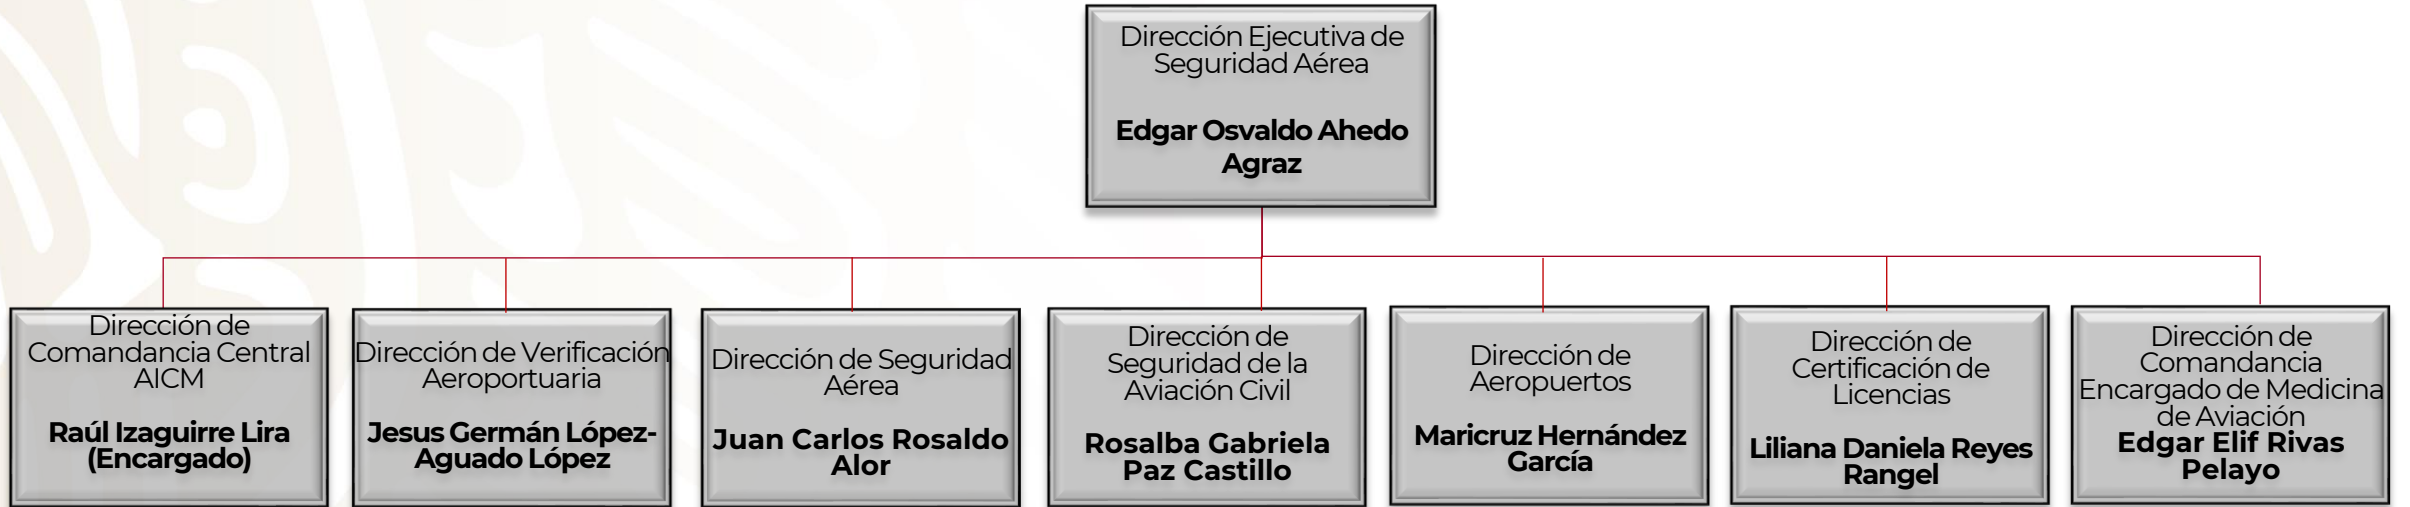 Dirección Ejecutiva de
Seguridad Aérea
Edgar Osvaldo Ahedo
Agraz
Dirección de
Comandancia Central
AICM
Raúl Izaguirre Lira
(Encargado)
Dirección de Verificación
Aeroportuaria
Jesus Germán López-
Aguado López
Dirección de Seguridad
Aérea
Juan Carlos Rosaldo
Alor
Dirección de
Seguridad de la
Aviación Civil
Rosalba Gabriela
Paz Castillo
Dirección de
Aeropuertos
Maricruz Hernández
García
Dirección de
Certificación de
Licencias
Liliana Daniela Reyes
Rangel
Dirección de
Comandancia
Encargado de Medicina
de Aviación
Edgar Elif Rivas
Pelayo